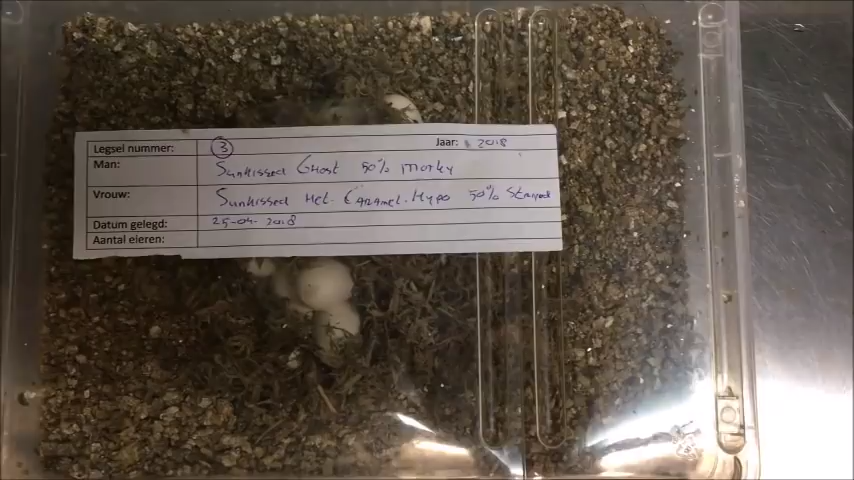 Legsel nummer: 3 Jaar: 2018
Man: Sunkissed Ghost 50% Motley
Vrouw: Sunkissed Het. Caramel. Hypo 50% Striped
Datum gelegd: 25-04-2018
Aantal eieren: